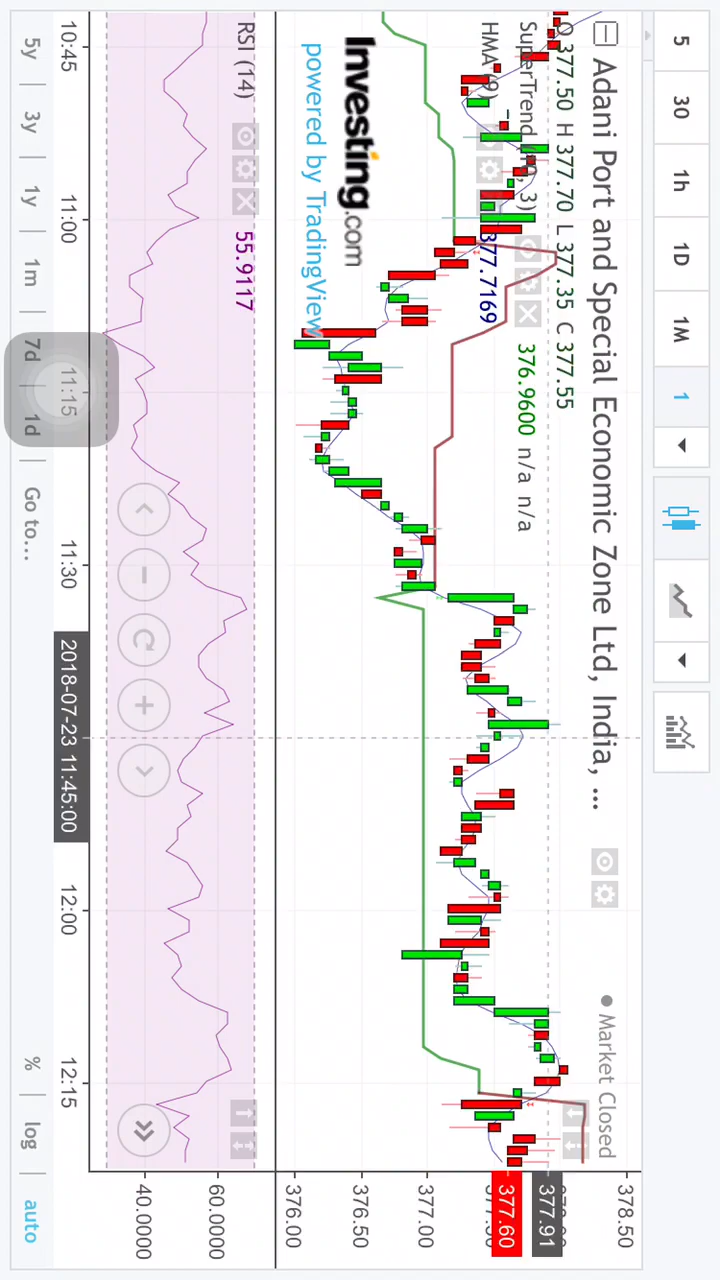 5 30 1h 1D 1M 1
Adani Port and Special Economic Zone Ltd, India, ...
Market Closed
O 377.50 H 377.70 L 377.35 C 377.55
SuperTrend (10, 3) 376.9600 n/a n/a
HMA (9) 377.7169
Investing.com
powered by TradingView
378.50
377.91
377.60
377.00
376.50
376.00
RSI (14) 55.9117
60.0000
40.0000
10:45 11:00 11:15 11:30 2018-07-23 11:45:00 12:00 12:15
5y 3y 1y 1m 7d 1d Go to... % log auto